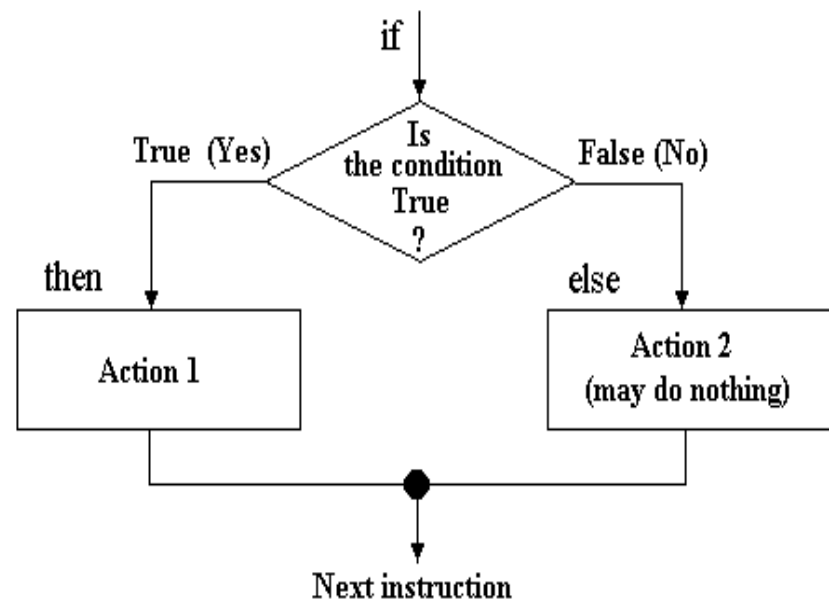 if
Is
the condition
True
?
True (Yes)
False (No)
then
else
Action 1
Action 2
(may do nothing)
Next instruction